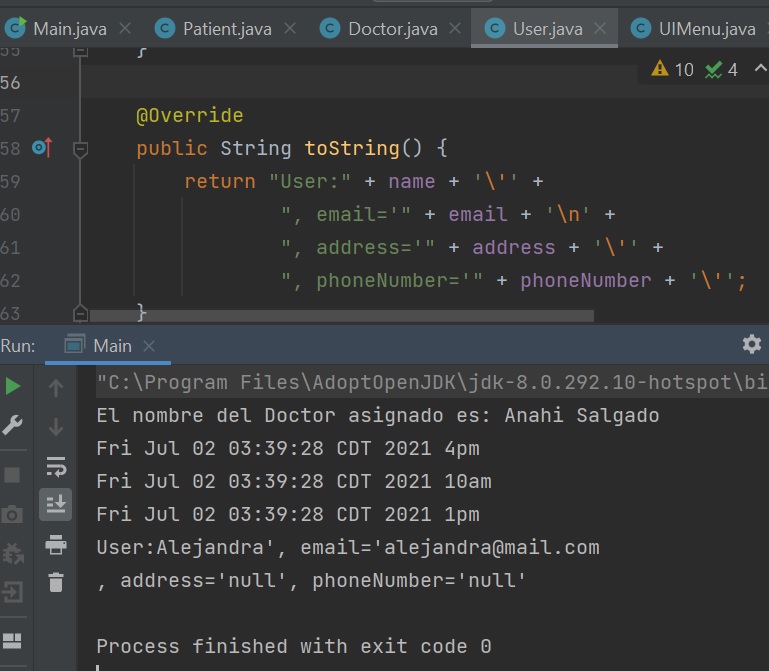 Main.java Patient.java Doctor.java User.java UIMenu.java
55 }
56 10 4
57 @Override
58 public String toString() {
59 return "User:" + name + '\'' +
60 ", email='" + email + '\n' +
61 ", address='" + address + '\'' +
62 ", phoneNumber='" + phoneNumber + '\'';
63 }
Run: Main
"C:\Program Files\AdoptOpenJDK\jdk-8.0.292.10-hotspot\bi
El nombre del Doctor asignado es: Anahi Salgado
Fri Jul 02 03:39:28 CDT 2021 4pm
Fri Jul 02 03:39:28 CDT 2021 10am
Fri Jul 02 03:39:28 CDT 2021 1pm
User:Alejandra', email='alejandra@mail.com
, address='null', phoneNumber='null'
Process finished with exit code 0